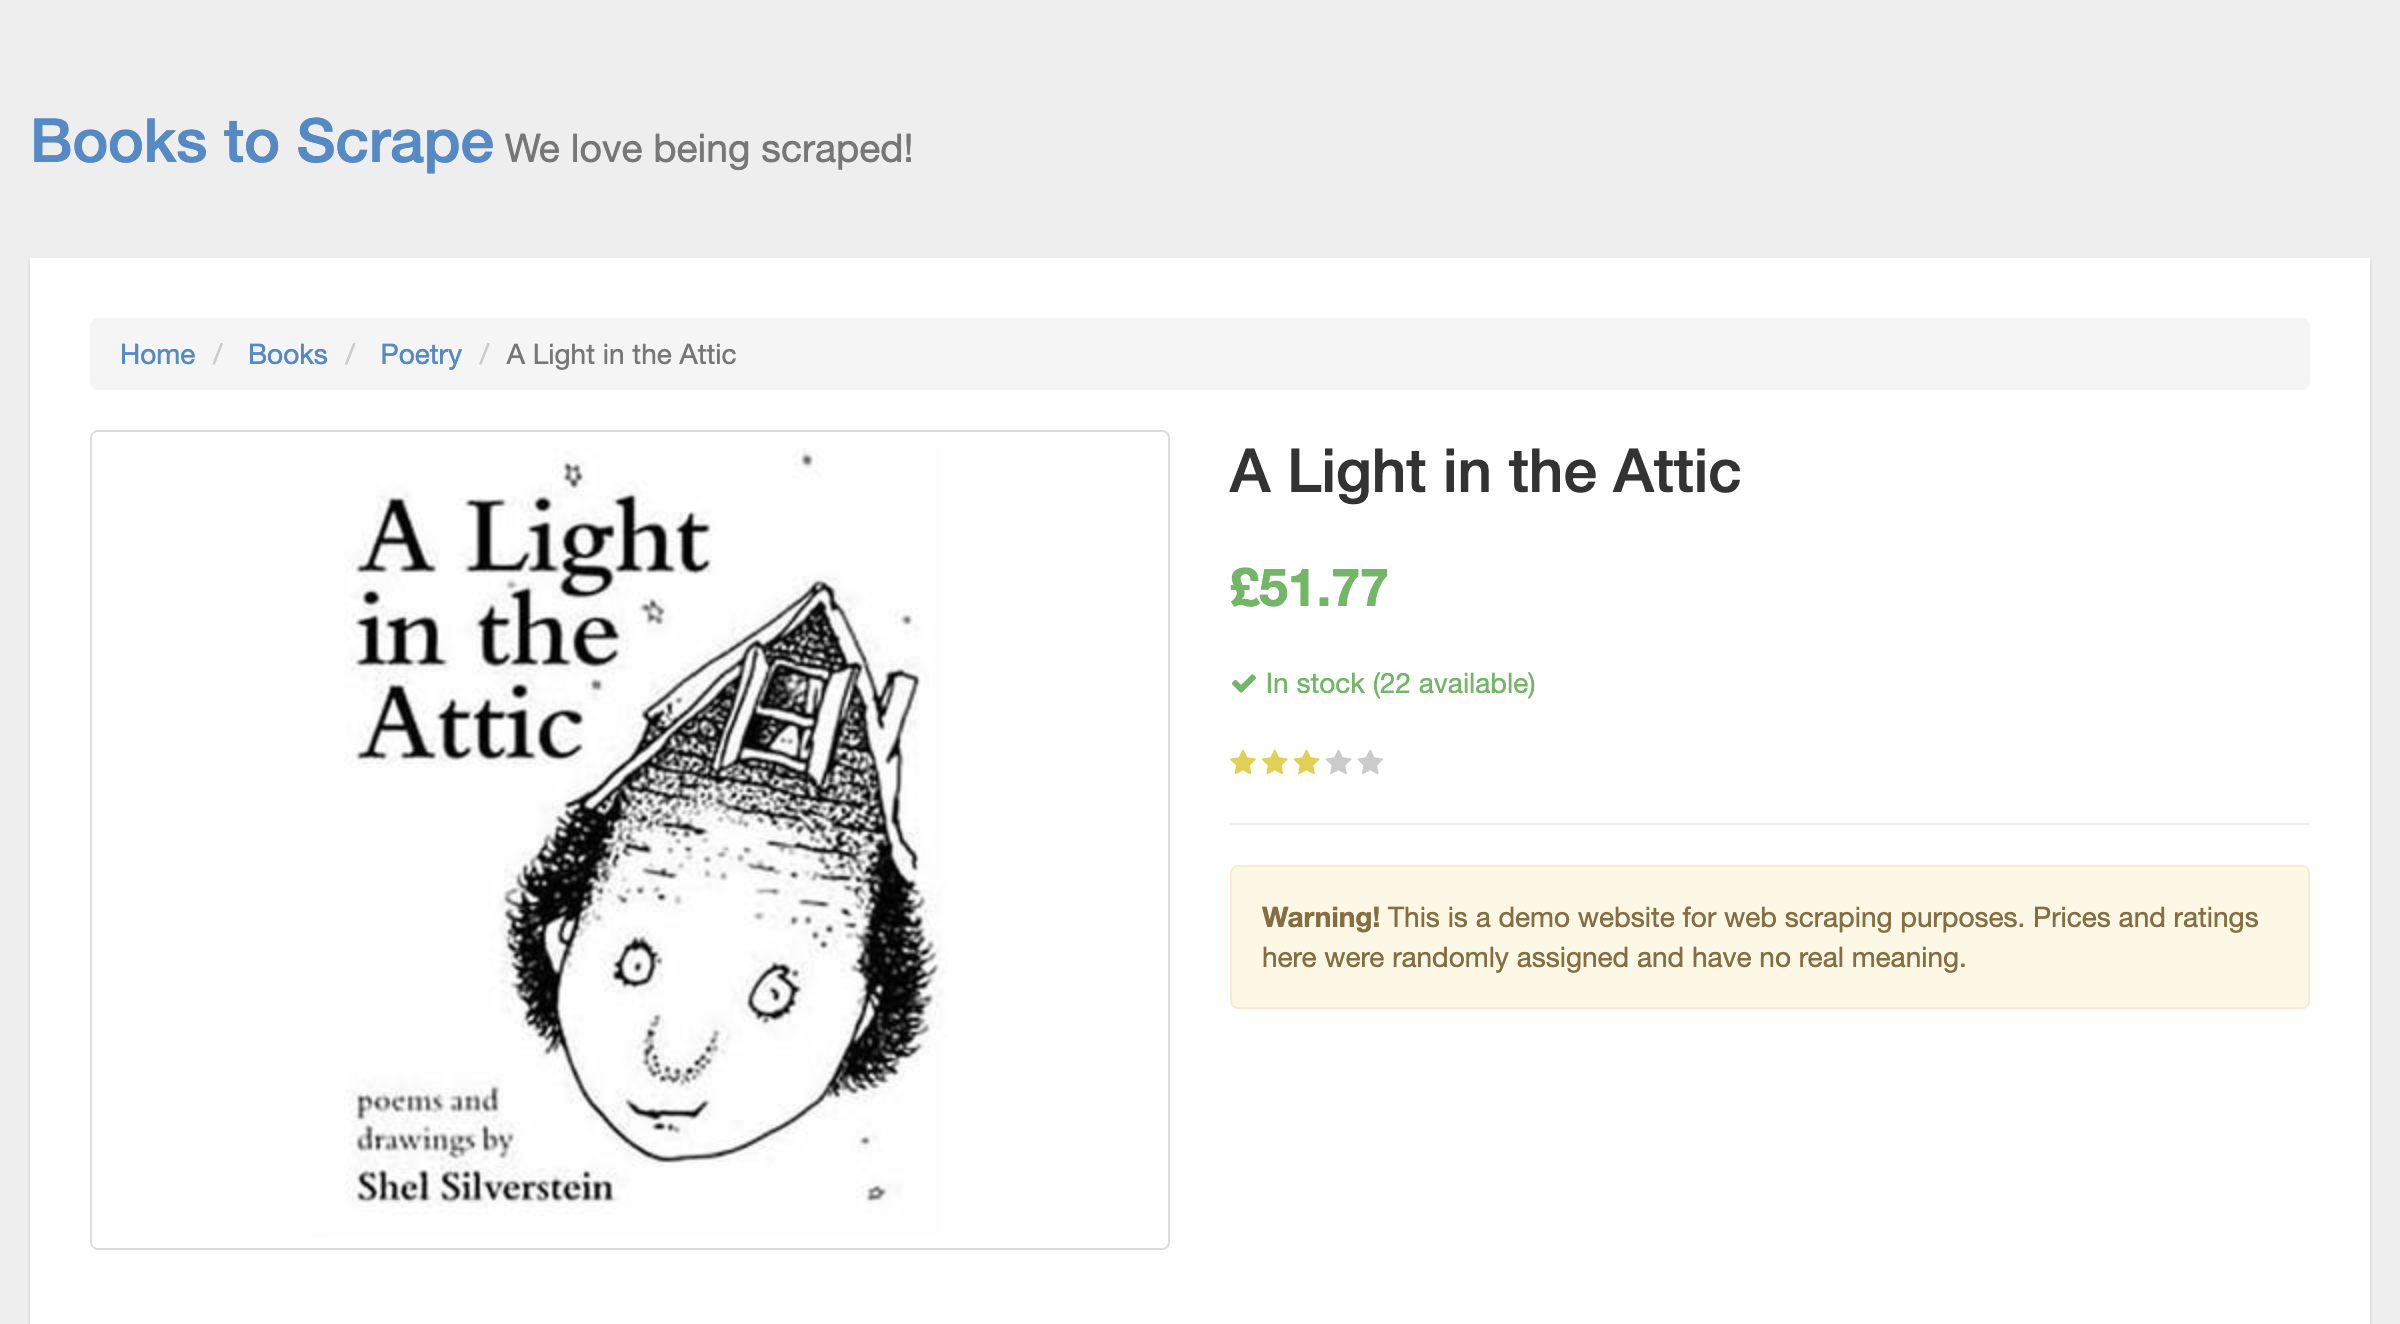 Books to Scrape We love being scraped!
Home / Books / Poetry / A Light in the Attic
A Light
in the
Attic
poems and
drawings by
Shel Silverstein
A Light in the Attic
£51.77
In stock (22 available)
Warning! This is a demo website for web scraping purposes. Prices and ratings
here were randomly assigned and have no real meaning.